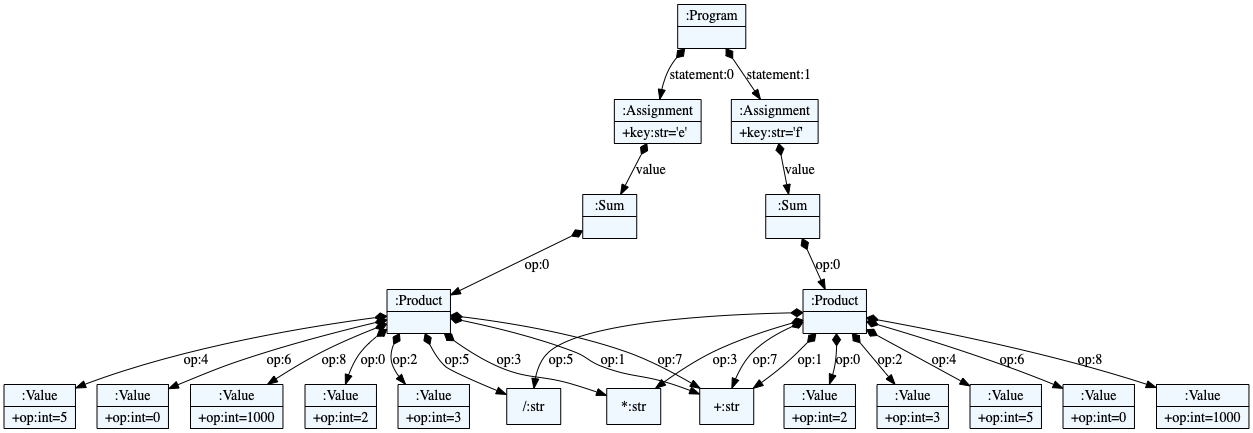 :Program
statement:0
statement:1
:Assignment
+key:str='e'
:Assignment
+key:str='f'
value
value
:Sum
:Sum
op:0
op:0
:Product
:Product
op:4
op:6
op:8
op:0
op:2
op:5
op:3
op:5
op:1
op:7
op:3
op:7
op:1
op:0
op:2
op:4
op:6
op:8
:Value
+op:int=5
:Value
+op:int=0
:Value
+op:int=1000
:Value
+op:int=2
:Value
+op:int=3
/:str
*:str
+:str
:Value
+op:int=2
:Value
+op:int=3
:Value
+op:int=5
:Value
+op:int=0
:Value
+op:int=1000